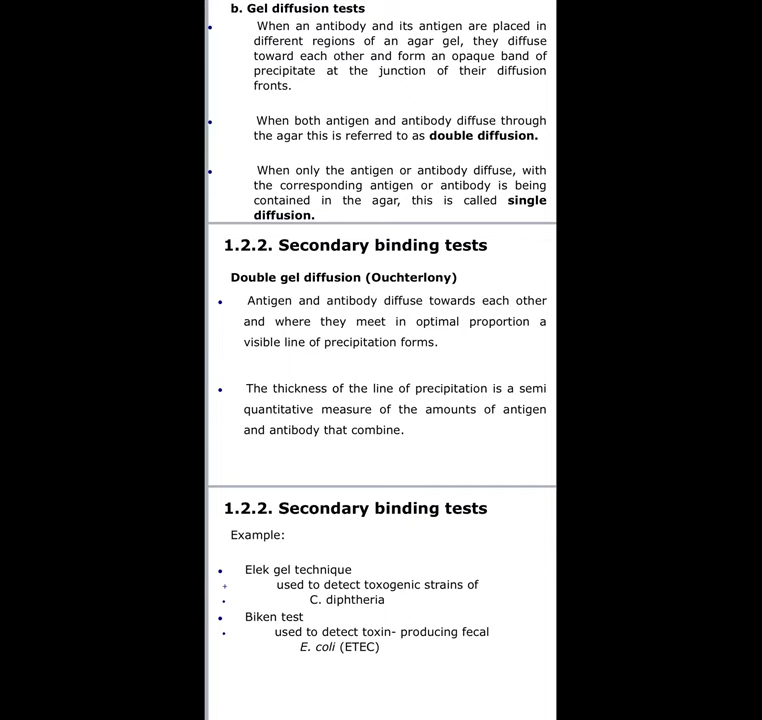 b. Gel diffusion tests
• When an antibody and its antigen are placed in
different regions of an agar gel, they diffuse
toward each other and form an opaque band of
precipitate at the junction of their diffusion
fronts.
• When both antigen and antibody diffuse through
the agar this is referred to as double diffusion.
• When only the antigen or antibody diffuse, with
the corresponding antigen or antibody is being
contained in the agar, this is called single
diffusion.
1.2.2. Secondary binding tests
Double gel diffusion (Ouchterlony)
• Antigen and antibody diffuse towards each other
and where they meet in optimal proportion a
visible line of precipitation forms.
• The thickness of the line of precipitation is a semi
quantitative measure of the amounts of antigen
and antibody that combine.
1.2.2. Secondary binding tests
Example:
• Elek gel technique
+ used to detect toxogenic strains of
• C. diphtheria
• Biken test
• used to detect toxin- producing fecal
E. coli (ETEC)